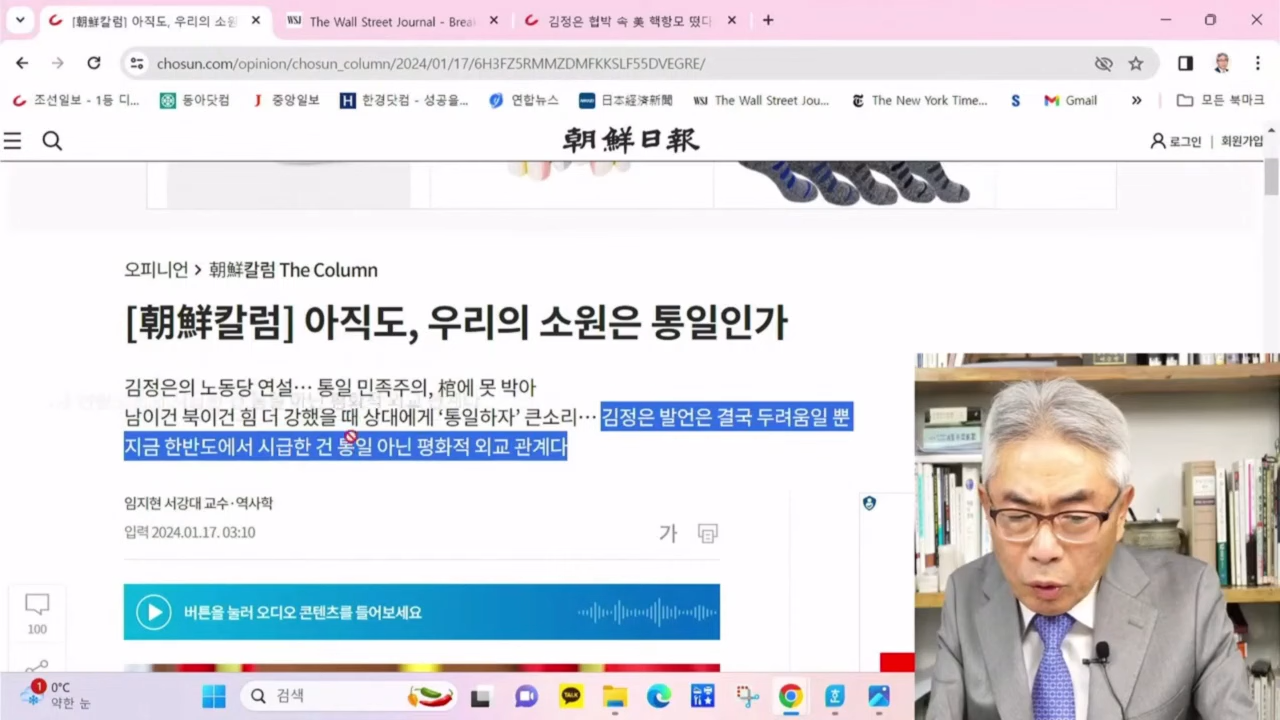 [朝鮮칼럼] 아직도, 우리의 소원
The Wall Street Journal - Brea
김정은 협박 속 美 핵항모 떴다
chosun.com/opinion/chosun_column/2024/01/17/6H3FZ5RMMZDMFKKSLF55DVEGRE/
조선일보 - 1등 디...
동아닷컴
중앙일보
한경닷컴 - 성공을...
연합뉴스
日本経済新聞
WSJ The Wall Street Jou...
The New York Time...
Gmail
모든 북마크
朝鮮日報
로그인 | 회원가입
오피니언 > 朝鮮칼럼 The Column
[朝鮮칼럼] 아직도, 우리의 소원은 통일인가
김정은의 노동당 연설… 통일 민족주의, 棺에 못 박아
남이건 북이건 힘 더 강했을 때 상대에게 ‘통일하자’ 큰소리… 김정은 발언은 결국 두려움일 뿐
지금 한반도에서 시급한 건 통일 아닌 평화적 외교 관계다
임지현 서강대 교수·역사학
입력 2024.01.17. 03:10
가
버튼을 눌러 오디오 콘텐츠를 들어보세요
100
1
0°C
약한 눈
검색
TALK